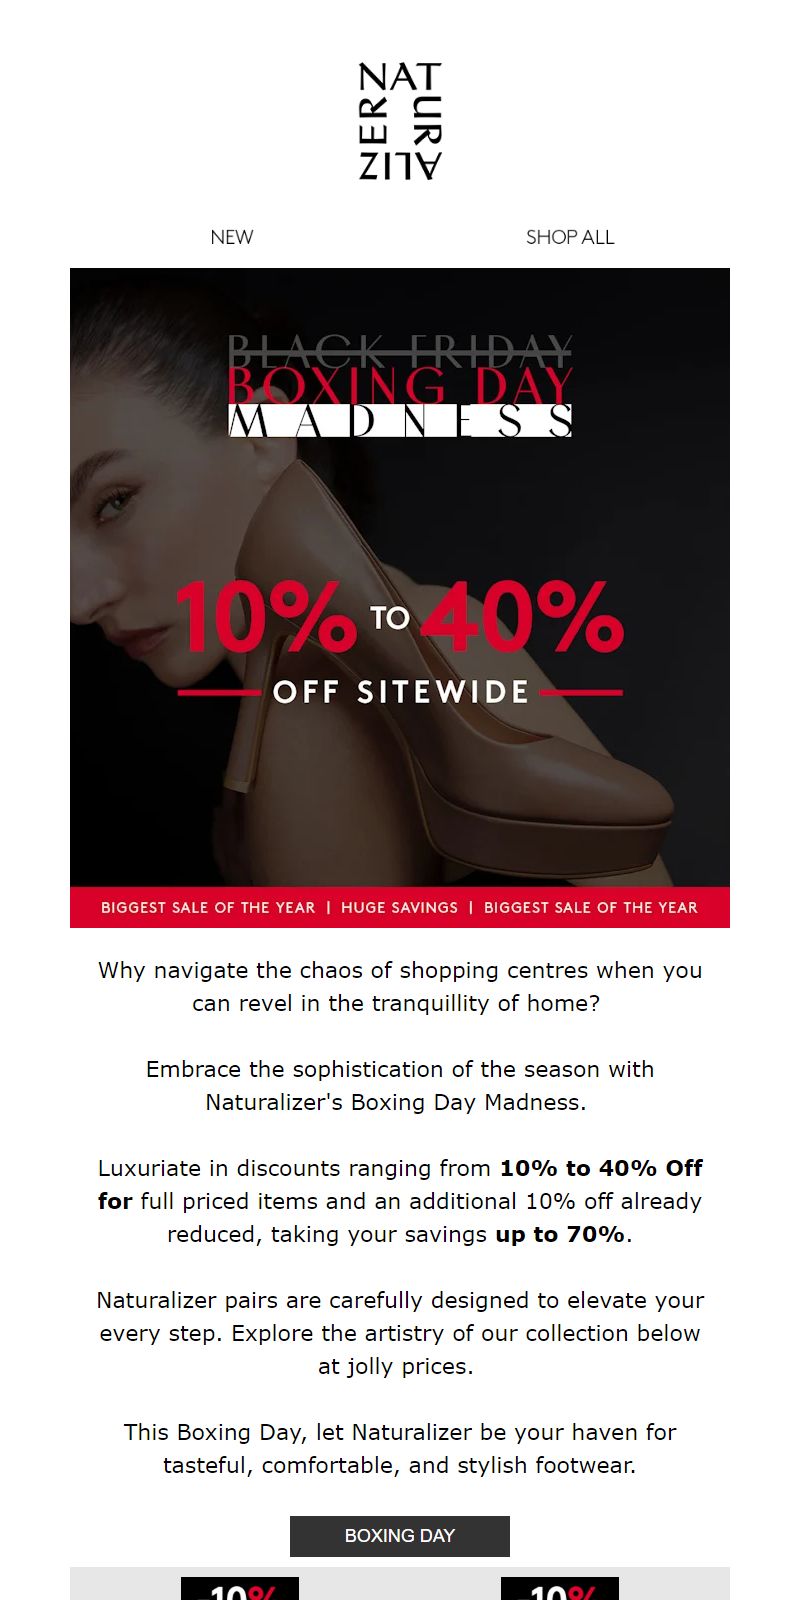 NATURALIZER
NEW
SHOP ALL
BLACK FRIDAY
BOXING DAY
MADNESS
10% TO 40%
OFF SITEWIDE
BIGGEST SALE OF THE YEAR | HUGE SAVINGS | BIGGEST SALE OF THE YEAR
Why navigate the chaos of shopping centres when you
can revel in the tranquillity of home?
Embrace the sophistication of the season with
Naturalizer's Boxing Day Madness.
Luxuriate in discounts ranging from 10% to 40% Off
for full priced items and an additional 10% off already
reduced, taking your savings up to 70%.
Naturalizer pairs are carefully designed to elevate your
every step. Explore the artistry of our collection below
at jolly prices.
This Boxing Day, let Naturalizer be your haven for
tasteful, comfortable, and stylish footwear.
BOXING DAY
-10%
-10%